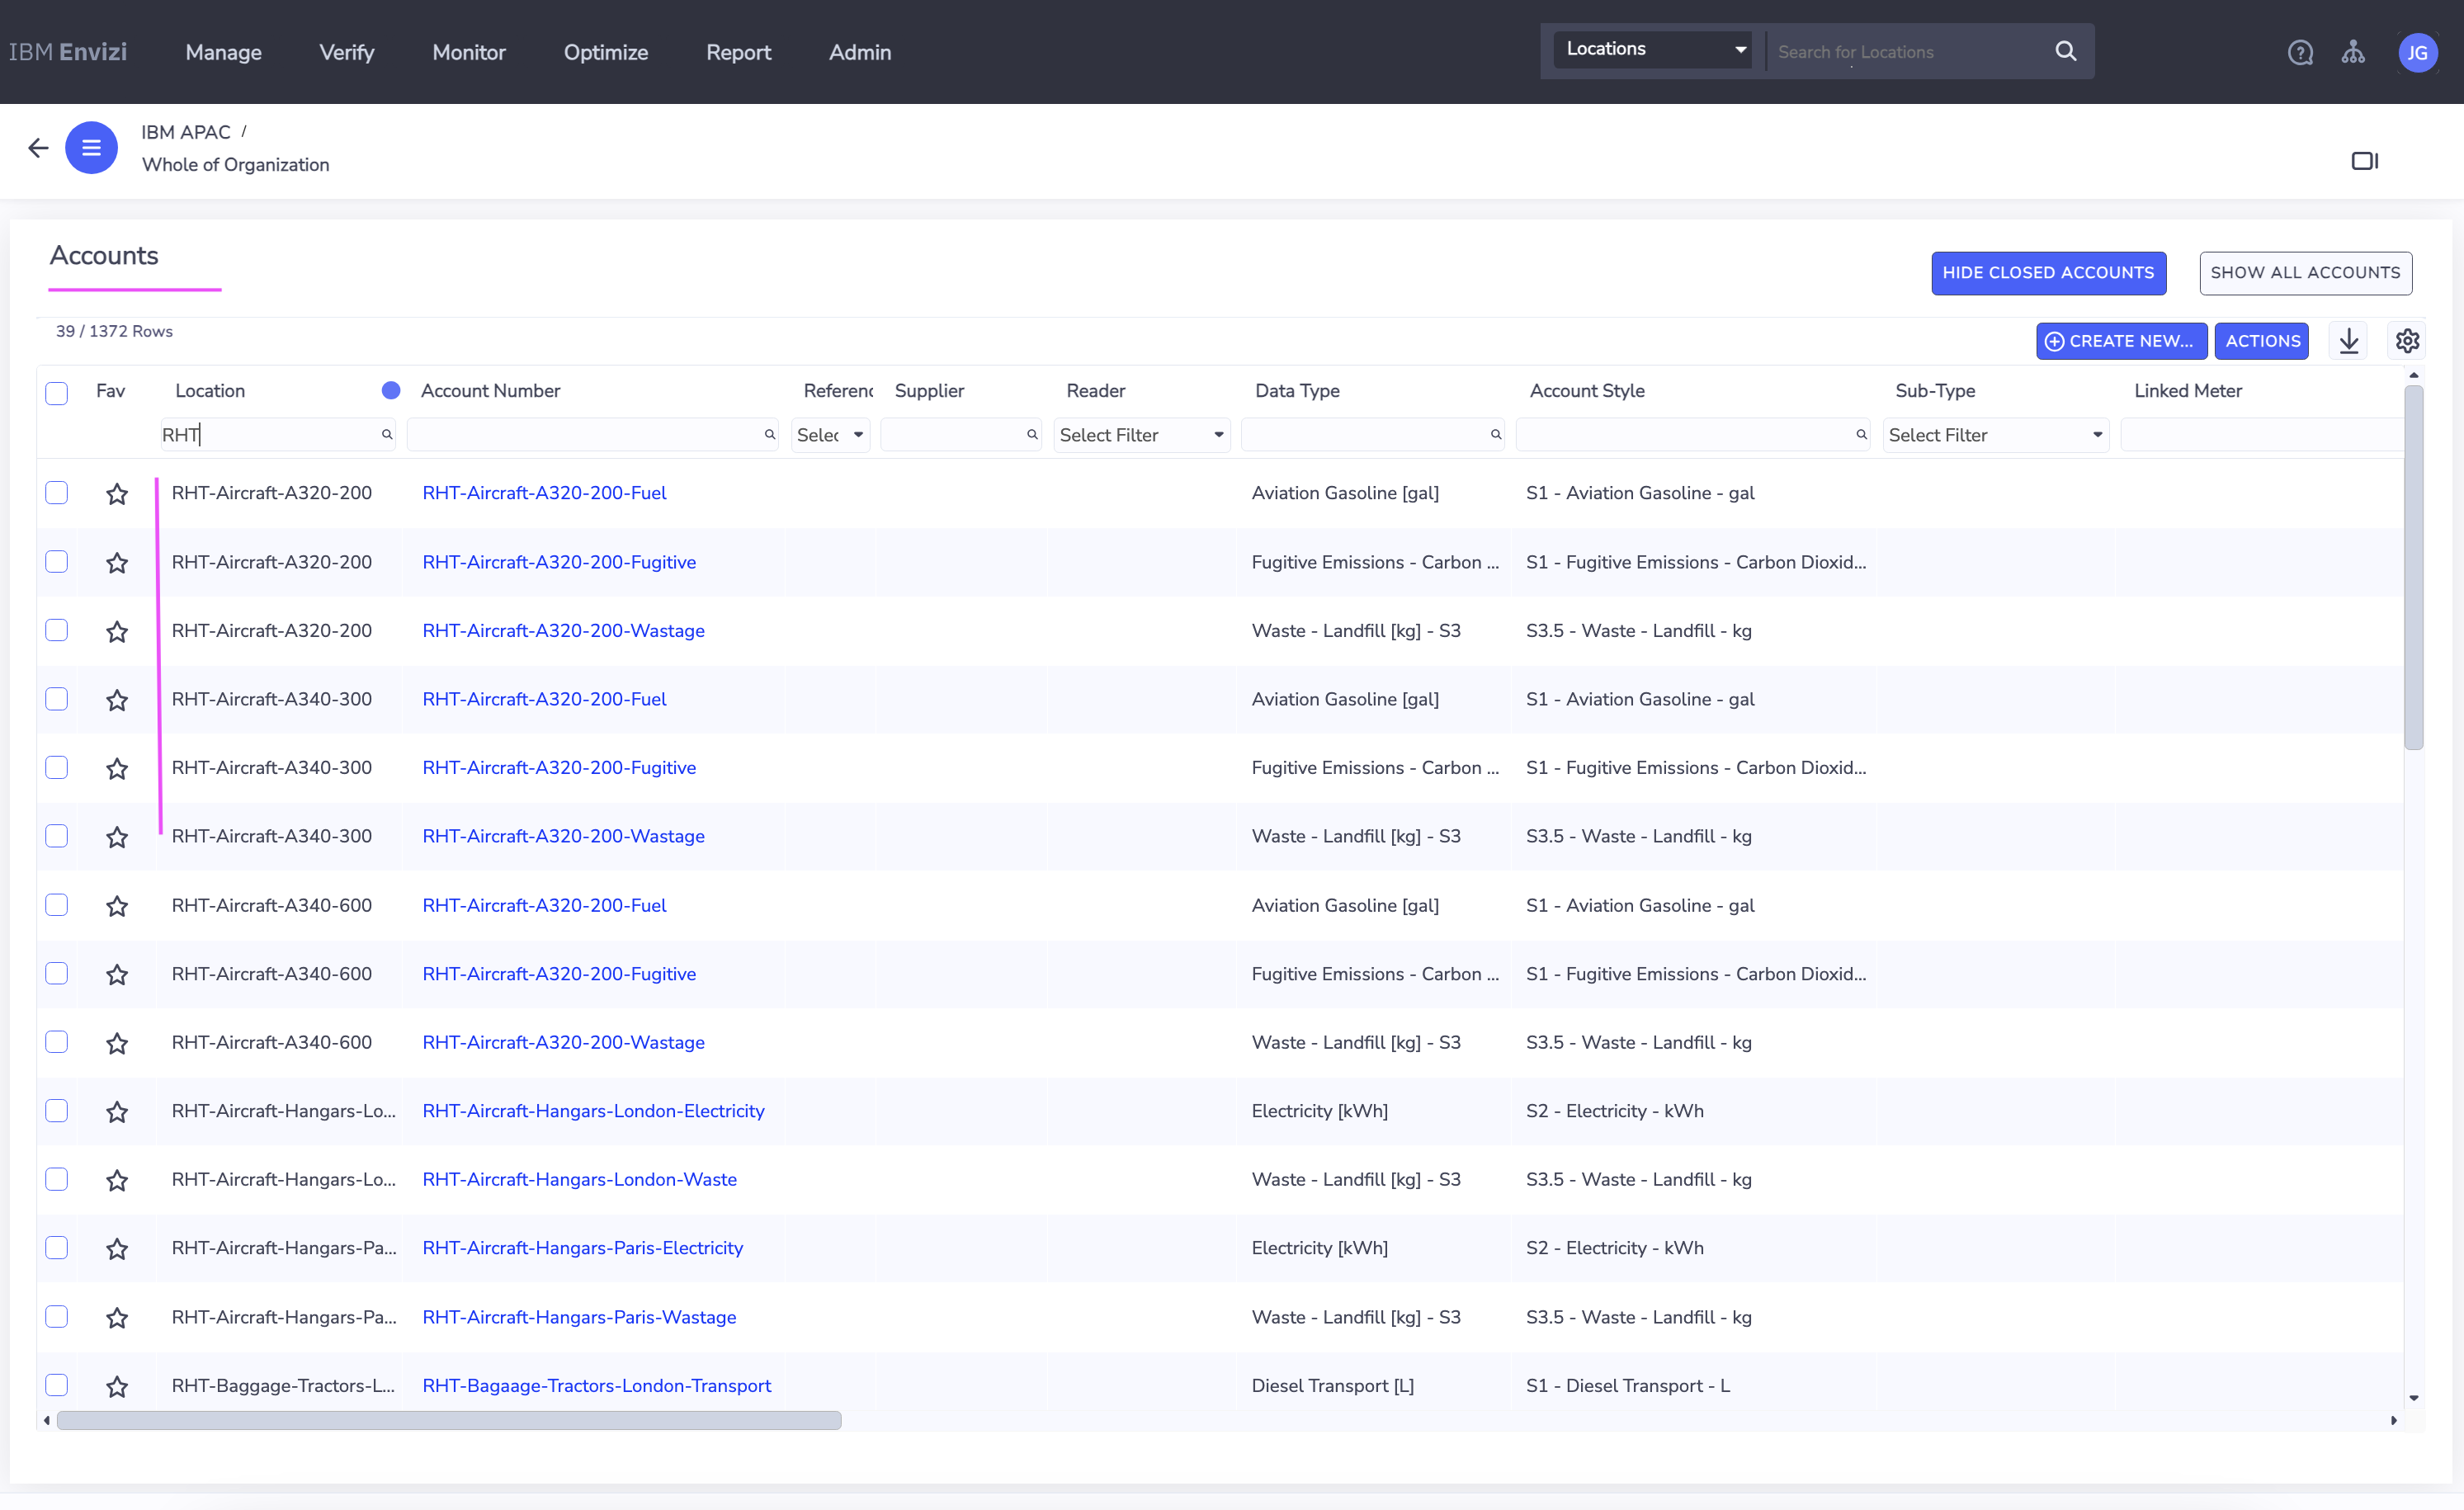 IBM Envizi Manage Verify Monitor Optimize Report Admin Locations Search for Locations JG
IBM APAC /
Whole of Organization
Accounts
HIDE CLOSED ACCOUNTS SHOW ALL ACCOUNTS
39 / 1372 Rows
CREATE NEW... ACTIONS
Fav Location Account Number Referenc Supplier Reader Data Type Account Style Sub-Type Linked Meter
RHT Selec Select Filter Select Filter
RHT-Aircraft-A320-200 RHT-Aircraft-A320-200-Fuel Aviation Gasoline [gal] S1 - Aviation Gasoline - gal
RHT-Aircraft-A320-200 RHT-Aircraft-A320-200-Fugitive Fugitive Emissions - Carbon ... S1 - Fugitive Emissions - Carbon Dioxid...
RHT-Aircraft-A320-200 RHT-Aircraft-A320-200-Wastage Waste - Landfill [kg] - S3 S3.5 - Waste - Landfill - kg
RHT-Aircraft-A340-300 RHT-Aircraft-A320-200-Fuel Aviation Gasoline [gal] S1 - Aviation Gasoline - gal
RHT-Aircraft-A340-300 RHT-Aircraft-A320-200-Fugitive Fugitive Emissions - Carbon ... S1 - Fugitive Emissions - Carbon Dioxid...
RHT-Aircraft-A340-300 RHT-Aircraft-A320-200-Wastage Waste - Landfill [kg] - S3 S3.5 - Waste - Landfill - kg
RHT-Aircraft-A340-600 RHT-Aircraft-A320-200-Fuel Aviation Gasoline [gal] S1 - Aviation Gasoline - gal
RHT-Aircraft-A340-600 RHT-Aircraft-A320-200-Fugitive Fugitive Emissions - Carbon ... S1 - Fugitive Emissions - Carbon Dioxid...
RHT-Aircraft-A340-600 RHT-Aircraft-A320-200-Wastage Waste - Landfill [kg] - S3 S3.5 - Waste - Landfill - kg
RHT-Aircraft-Hangars-Lo... RHT-Aircraft-Hangars-London-Electricity Electricity [kWh] S2 - Electricity - kWh
RHT-Aircraft-Hangars-Lo... RHT-Aircraft-Hangars-London-Waste Waste - Landfill [kg] - S3 S3.5 - Waste - Landfill - kg
RHT-Aircraft-Hangars-Pa... RHT-Aircraft-Hangars-Paris-Electricity Electricity [kWh] S2 - Electricity - kWh
RHT-Aircraft-Hangars-Pa... RHT-Aircraft-Hangars-Paris-Wastage Waste - Landfill [kg] - S3 S3.5 - Waste - Landfill - kg
RHT-Baggage-Tractors-L... RHT-Bagaage-Tractors-London-Transport Diesel Transport [L] S1 - Diesel Transport - L